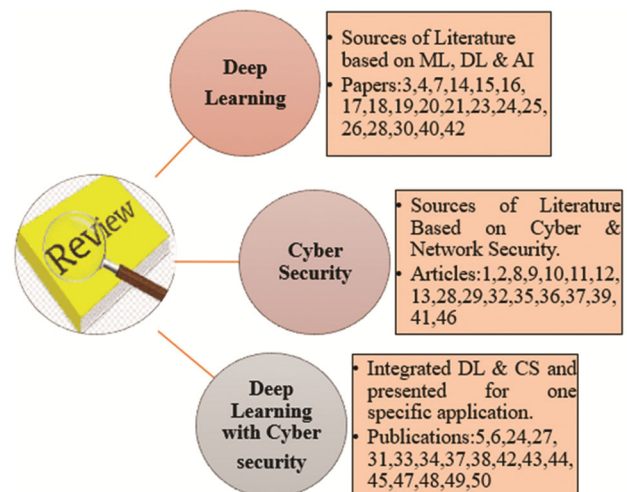 Deep
Learning
• Sources of Literature
based on ML, DL & AI
• Papers:3,4,7,14,15,16,
17,18,19,20,21,23,24,25,
26,28,30,40,42
Review
Cyber
Security
• Sources of Literature
Based on Cyber &
Network Security.
• Articles:1,2,8,9,10,11,12,
13,28,29,32,35,36,37,39,
41,46
Deep
Learning
with Cyber
security
• Integrated DL & CS and
presented for one
specific application.
• Publications:5,6,24,27,
31,33,34,37,38,42,43,44,
45,47,48,49,50